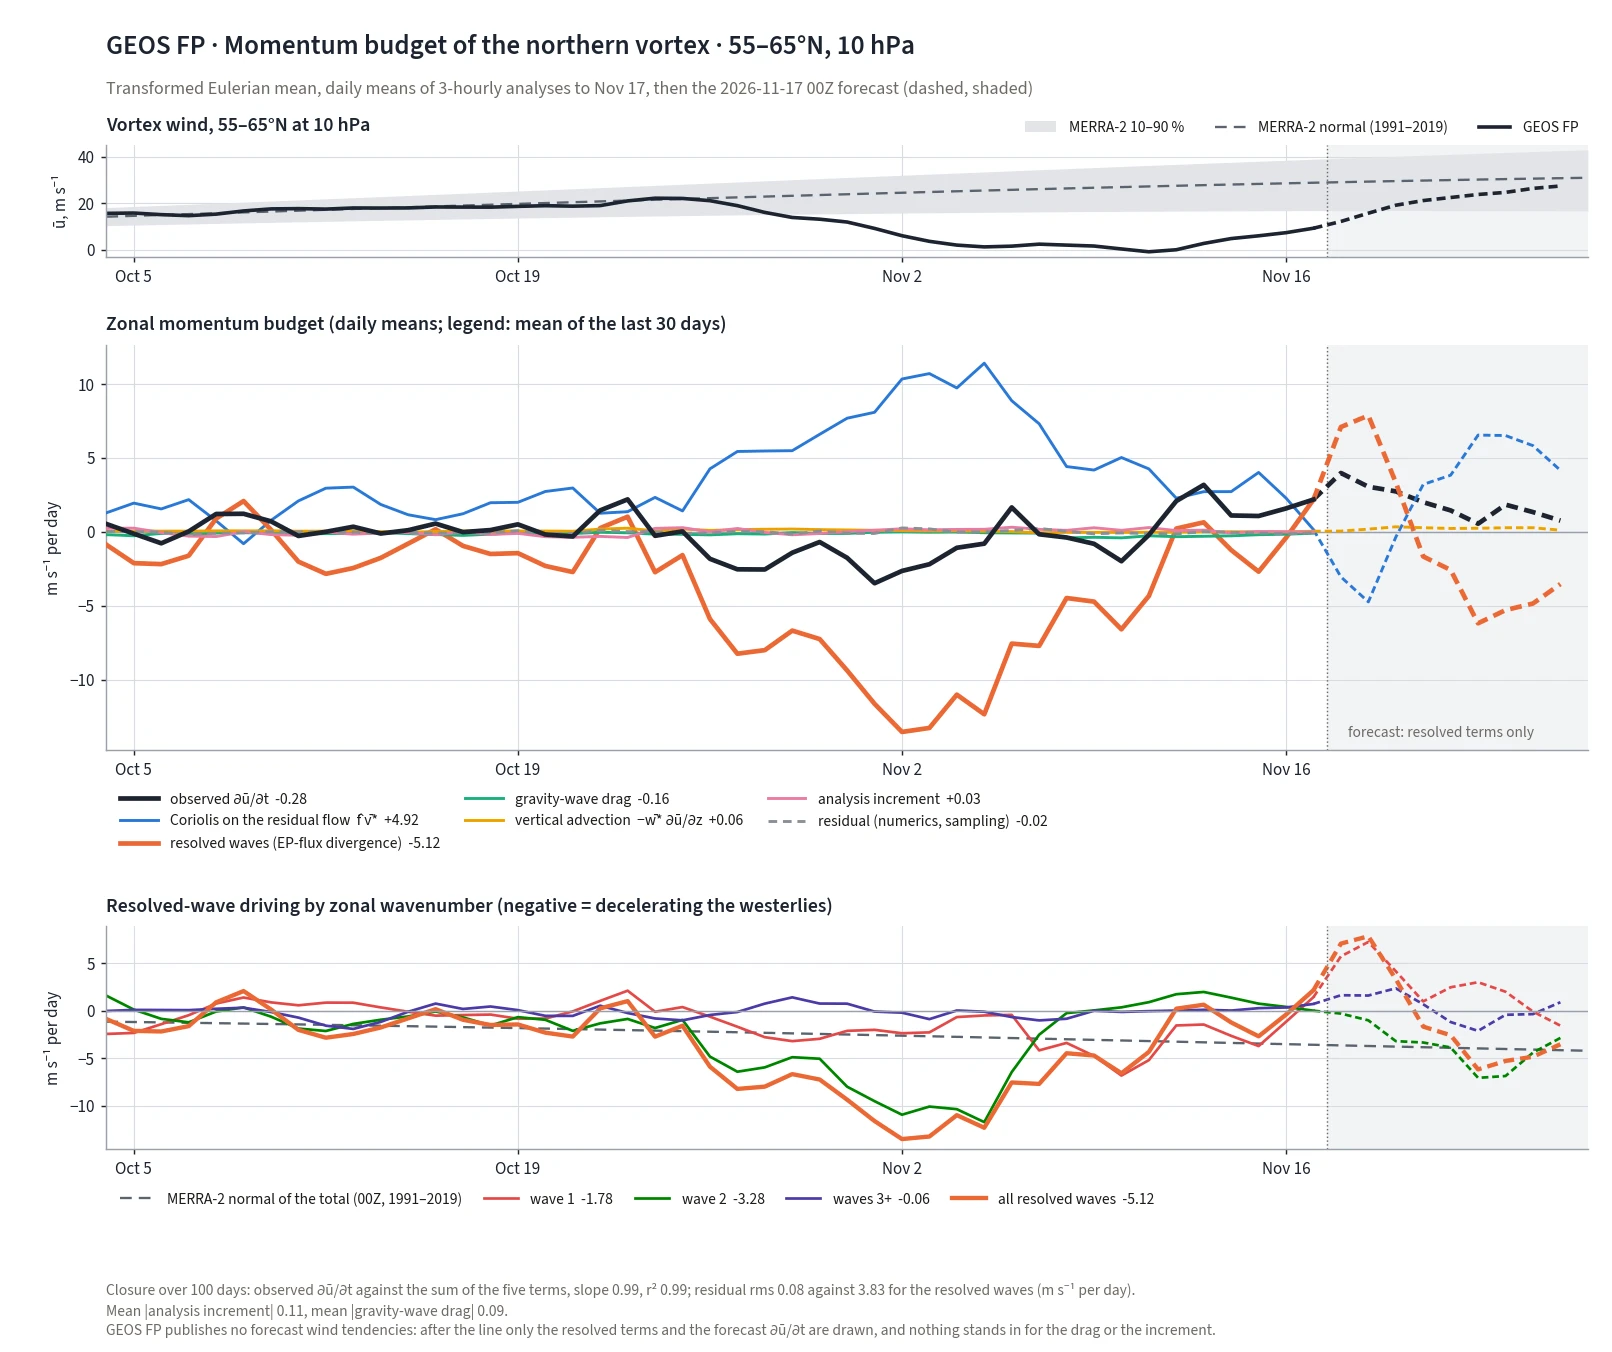 GEOS FP · Momentum budget of the northern vortex · 55–65°N, 10 hPa
Transformed Eulerian mean, daily means of 3-hourly analyses to Nov 17, then the 2026-11-17 00Z forecast (dashed, shaded)
Vortex wind, 55–65°N at 10 hPa
MERRA-2 10–90 %
MERRA-2 normal (1991–2019)
GEOS FP
ū, m s⁻¹
40
20
0
Oct 5
Oct 19
Nov 2
Nov 16
Zonal momentum budget (daily means; legend: mean of the last 30 days)
m s⁻¹ per day
10
5
0
−5
−10
forecast: resolved terms only
Oct 5
Oct 19
Nov 2
Nov 16
observed ∂ū/∂t -0.28
Coriolis on the residual flow f v̄* +4.92
resolved waves (EP-flux divergence) -5.12
gravity-wave drag -0.16
vertical advection −w̄* ∂ū/∂z +0.06
analysis increment +0.03
residual (numerics, sampling) -0.02
Resolved-wave driving by zonal wavenumber (negative = decelerating the westerlies)
m s⁻¹ per day
5
0
−5
−10
Oct 5
Oct 19
Nov 2
Nov 16
MERRA-2 normal of the total (00Z, 1991–2019)
wave 1 -1.78
wave 2 -3.28
waves 3+ -0.06
all resolved waves -5.12
Closure over 100 days: observed ∂ū/∂t against the sum of the five terms, slope 0.99, r² 0.99; residual rms 0.08 against 3.83 for the resolved waves (m s⁻¹ per day).
Mean |analysis increment| 0.11, mean |gravity-wave drag| 0.09.
GEOS FP publishes no forecast wind tendencies: after the line only the resolved terms and the forecast ∂ū/∂t are drawn, and nothing stands in for the drag or the increment.